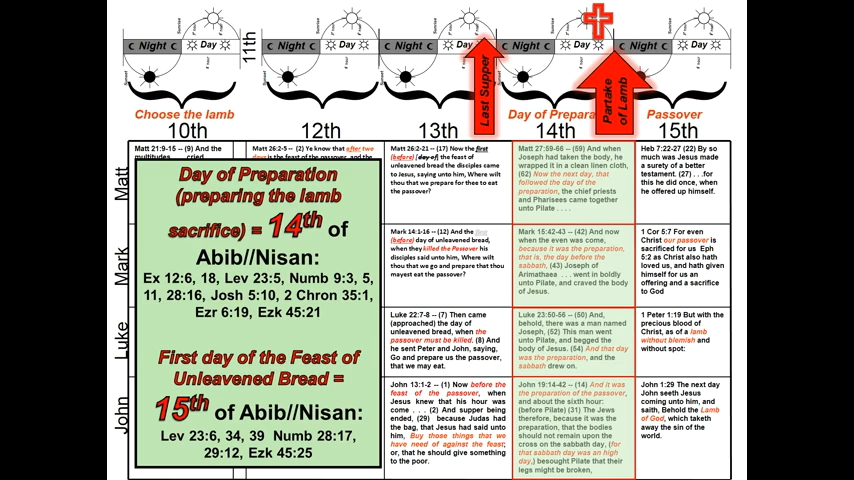 Night Day Night Day Night Day Night Day Night
11th
Last Supper
Partake of Lamb
Choose the lamb
Day of Prepara
Passover
10th 12th 13th 14th 15th
Matt
Matt 21:9-15 -- (9) And the
multitudes cried
Matt 26:2-5 -- (2) Ye know that after two
days is the feast of the passover, and the
Matt 26:2-21 -- (17) Now the first
(before) [day of] the feast of
unleavened bread the disciples came
to Jesus, saying unto him, Where wilt
thou that we prepare for thee to eat
the passover?
Matt 27:59-66 -- (59) And when
Joseph had taken the body, he
wrapped it in a clean linen cloth,
(62) Now the next day, that
followed the day of the
preparation, the chief priests
and Pharisees came together
unto Pilate . . . .
Heb 7:22-27 (22) By so
much was Jesus made
a surety of a better
testament. (27) . . .for
this he did once, when
he offered up himself.
Mark
Mark 14:1-16 -- (12) And the first
(before) day of unleavened bread,
when they killed the Passover his
disciples said unto him, Where wilt
thou that we go and prepare that thou
mayest eat the passover?
Mark 15:42-43 -- (42) And now
when the even was come,
because it was the preparation,
that is, the day before the
sabbath, (43) Joseph of
Arimathaea . . . went in boldly
unto Pilate, and craved the body
of Jesus.
1 Cor 5:7 For even
Christ our passover is
sacrificed for us Eph
5:2 as Christ also hath
loved us, and hath given
himself for us an
offering and a sacrifice
to God
Luke
Luke 22:7-8 -- (7) Then came
(approached) the day of
unleavened bread, when the
passover must be killed. (8) And
he sent Peter and John, saying,
Go and prepare us the passover,
that we may eat.
Luke 23:50-56 -- (50) And,
behold, there was a man named
Joseph, (52) This man went
unto Pilate, and begged the
body of Jesus. (54) And that day
was the preparation, and the
sabbath drew on.
1 Peter 1:19 But with the
precious blood of
Christ, as of a lamb
without blemish and
without spot:
John
John 13:1-2 -- (1) Now before the
feast of the passover, when
Jesus knew that his hour was
come . . . (2) And supper being
ended, (29) because Judas had
the bag, that Jesus had said unto
him, Buy those things that we
have need of against the feast;
or, that he should give something
to the poor.
John 19:14-42 -- (14) And it was
the preparation of the passover,
and about the sixth hour:
(before Pilate) (31) The Jews
therefore, because it was the
preparation, that the bodies
should not remain upon the
cross on the sabbath day, (for
that sabbath day was an high
day,) besought Pilate that their
legs might be broken,
John 1:29 The next day
John seeth Jesus
coming unto him, and
saith, Behold the Lamb
of God, which taketh
away the sin of the
world.
Day of Preparation
(preparing the lamb
sacrifice) = 14th of
Abib//Nisan:
Ex 12:6, 18, Lev 23:5, Numb 9:3, 5,
11, 28:16, Josh 5:10, 2 Chron 35:1,
Ezr 6:19, Ezk 45:21
First day of the Feast of
Unleavened Bread =
15th of Abib//Nisan:
Lev 23:6, 34, 39 Numb 28:17,
29:12, Ezk 45:25